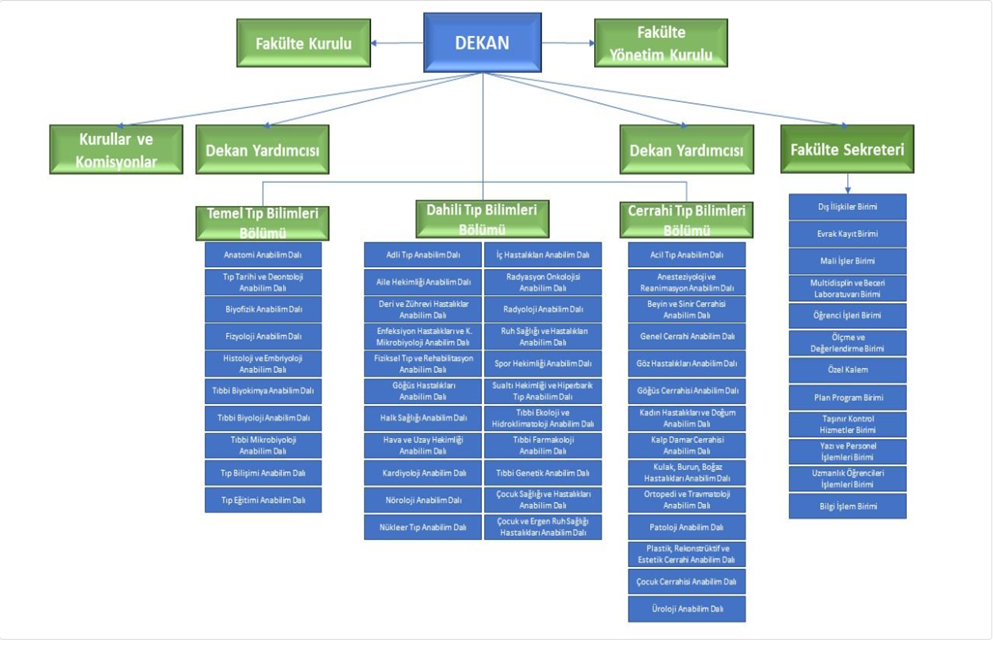 Fakülte Kurulu
DEKAN
Fakülte
Yönetim Kurulu
Kurullar ve
Komisyonlar
Dekan Yardımcısı
Dekan Yardımcısı
Fakülte Sekreteri
Temel Tıp Bilimleri
Bölümü
Anatomi Anabilim Dalı
Tıp Tarihi ve Deontoloji
Anabilim Dalı
Biyofizik Anabilim Dalı
Fizyoloji Anabilim Dalı
Histoloji ve Embriyoloji
Anabilim Dalı
Tıbbi Biyokimya Anabilim Dalı
Tıbbi Biyoloji Anabilim Dalı
Tıbbi Mikrobiyoloji
Anabilim Dalı
Tıp Bilişimi Anabilim Dalı
Tıp Eğitimi Anabilim Dalı
Dahili Tıp Bilimleri
Bölümü
Adli Tıp Anabilim Dalı
Aile Hekimliği Anabilim Dalı
Deri ve Zührevi Hastalıklar
Anabilim Dalı
Enfeksiyon Hastalıkları ve K.
Mikrobiyoloji Anabilim Dalı
Fiziksel Tıp ve Rehabilitasyon
Anabilim Dalı
Göğüs Hastalıkları
Anabilim Dalı
Halk Sağlığı Anabilim Dalı
Hava ve Uzay Hekimliği
Anabilim Dalı
Kardiyoloji Anabilim Dalı
Nöroloji Anabilim Dalı
Nükleer Tıp Anabilim Dalı
İç Hastalıkları Anabilim Dalı
Radyasyon Onkolojisi
Anabilim Dalı
Radyoloji Anabilim Dalı
Ruh Sağlığı ve Hastalıkları
Anabilim Dalı
Spor Hekimliği Anabilim Dalı
Sualtı Hekimliği ve Hiperbarik
Tıp Anabilim Dalı
Tıbbi Ekoloji ve
Hidroklimatoloji Anabilim Dalı
Tıbbi Farmakoloji
Anabilim Dalı
Tıbbi Genetik Anabilim Dalı
Çocuk Sağlığı ve Hastalıkları
Anabilim Dalı
Çocuk ve Ergen Ruh Sağlığı
Hastalıkları Anabilim Dalı
Cerrahi Tıp Bilimleri
Bölümü
Acil Tıp Anabilim Dalı
Anesteziyoloji ve
Reanimasyon Anabilim Dalı
Beyin ve Sinir Cerrahisi
Anabilim Dalı
Genel Cerrahi Anabilim Dalı
Göz Hastalıkları Anabilim Dalı
Göğüs Cerrahisi Anabilim Dalı
Kadın Hastalıkları ve Doğum
Anabilim Dalı
Kalp Damar Cerrahisi
Anabilim Dalı
Kulak, Burun, Boğaz
Hastalıkları Anabilim Dalı
Ortopedi ve Travmatoloji
Anabilim Dalı
Patoloji Anabilim Dalı
Plastik, Rekonstrüktif ve
Estetik Cerrahi Anabilim Dalı
Çocuk Cerrahisi Anabilim Dalı
Üroloji Anabilim Dalı
Dış İlişkiler Birimi
Evrak Kayıt Birimi
Mali İşler Birimi
Multidisplin ve Beceri
Laboratuvarı Birimi
Öğrenci İşleri Birimi
Ölçme ve
Değerlendirme Birimi
Özel Kalem
Plan Program Birimi
Taşınır Kontrol
Hizmetler Birimi
Yazı ve Personel
İşlemleri Birimi
Uzmanlık Öğrencileri
İşlemleri Birimi
Bilgi İşlem Birimi